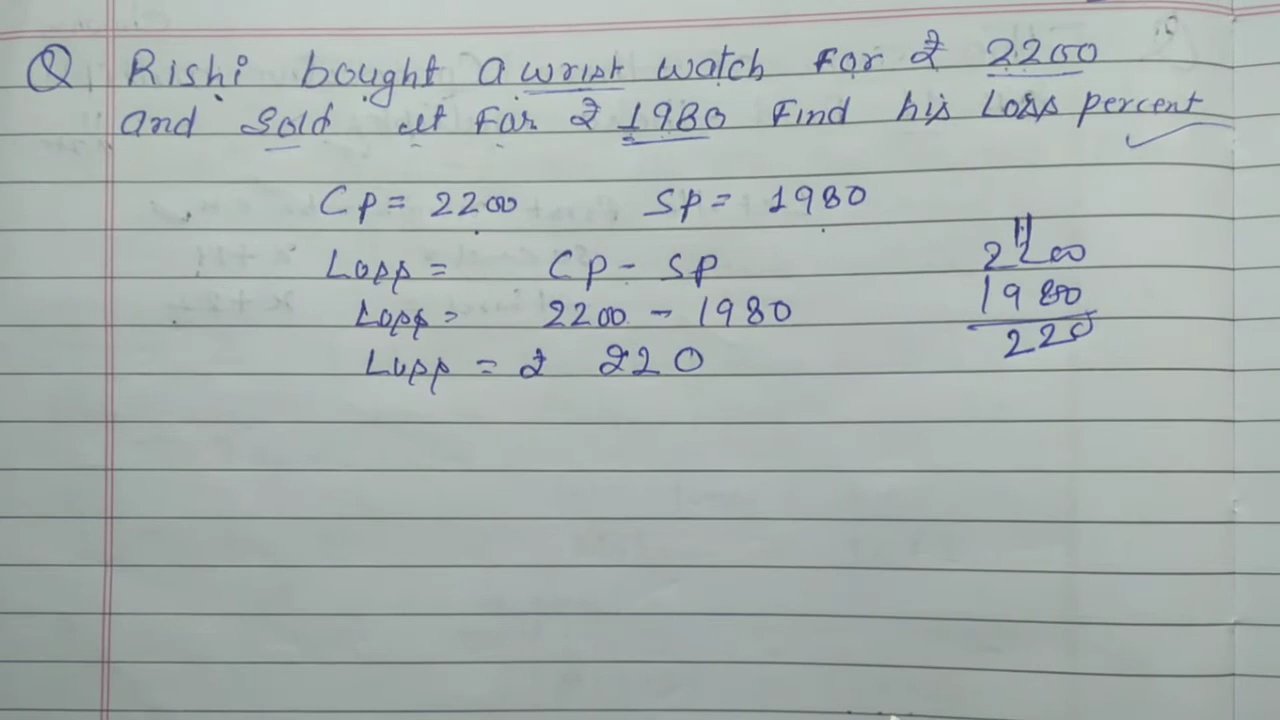 Q Rishi bought a wrist watch For ₹ 2200
and Sold it For ₹ 1980 Find his Loss percent
CP = 2200 SP = 1980
Loss = CP - SP
Loss = 2200 - 1980
Loss = ₹ 220
2200
1980
220